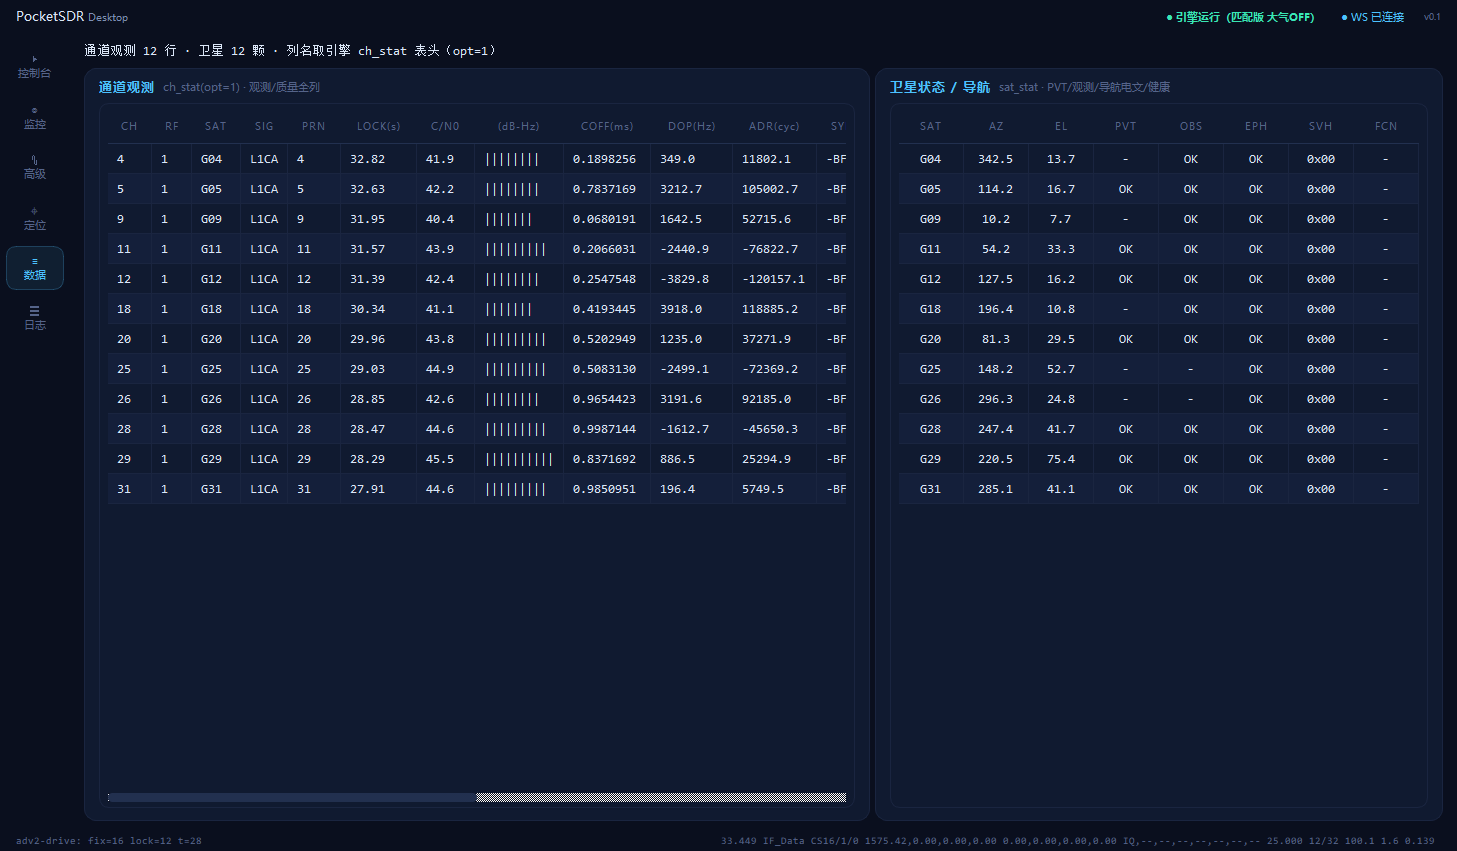 PocketSDR Desktop
● 引擎运行（匹配版 大气OFF） ● WS 已连接 v0.1
控制台
监控
高级
定位
数据
日志
通道观测 12 行 · 卫星 12 颗 · 列名取引擎 ch_stat 表头（opt=1）
通道观测 ch_stat(opt=1) · 观测/质量全列
CH RF SAT SIG PRN LOCK(s) C/N0 (dB-Hz) COFF(ms) DOP(Hz) ADR(cyc) SY
4 1 G04 L1CA 4 32.82 41.9 |||||||| 0.1898256 349.0 11802.1 -BF
5 1 G05 L1CA 5 32.63 42.2 |||||||| 0.7837169 3212.7 105002.7 -BF
9 1 G09 L1CA 9 31.95 40.4 ||||||| 0.0680191 1642.5 52715.6 -BF
11 1 G11 L1CA 11 31.57 43.9 ||||||||| 0.2066031 -2440.9 -76822.7 -BF
12 1 G12 L1CA 12 31.39 42.4 |||||||| 0.2547548 -3829.8 -120157.1 -BF
18 1 G18 L1CA 18 30.34 41.1 ||||||| 0.4193445 3918.0 118885.2 -BF
20 1 G20 L1CA 20 29.96 43.8 ||||||||| 0.5202949 1235.0 37271.9 -BF
25 1 G25 L1CA 25 29.03 44.9 ||||||||| 0.5083130 -2499.1 -72369.2 -BF
26 1 G26 L1CA 26 28.85 42.6 |||||||| 0.9654423 3191.6 92185.0 -BF
28 1 G28 L1CA 28 28.47 44.6 ||||||||| 0.9987144 -1612.7 -45650.3 -BF
29 1 G29 L1CA 29 28.29 45.5 |||||||||| 0.8371692 886.5 25294.9 -BF
31 1 G31 L1CA 31 27.91 44.6 ||||||||| 0.9850951 196.4 5749.5 -BF
卫星状态 / 导航 sat_stat · PVT/观测/导航电文/健康
SAT AZ EL PVT OBS EPH SVH FCN
G04 342.5 13.7 - OK OK 0x00 -
G05 114.2 16.7 OK OK OK 0x00 -
G09 10.2 7.7 - OK OK 0x00 -
G11 54.2 33.3 OK OK OK 0x00 -
G12 127.5 16.2 OK OK OK 0x00 -
G18 196.4 10.8 - OK OK 0x00 -
G20 81.3 29.5 OK OK OK 0x00 -
G25 148.2 52.7 - - OK 0x00 -
G26 296.3 24.8 - - OK 0x00 -
G28 247.4 41.7 OK OK OK 0x00 -
G29 220.5 75.4 OK OK OK 0x00 -
G31 285.1 41.1 OK OK OK 0x00 -
adv2-drive: fix=16 lock=12 t=28
33.449 IF_Data CS16/1/0 1575.42,0.00,0.00,0.00 0.00,0.00,0.00,0.00 IQ,--,--,--,--,--,--,-- 25.000 12/32 100.1 1.6 0.139